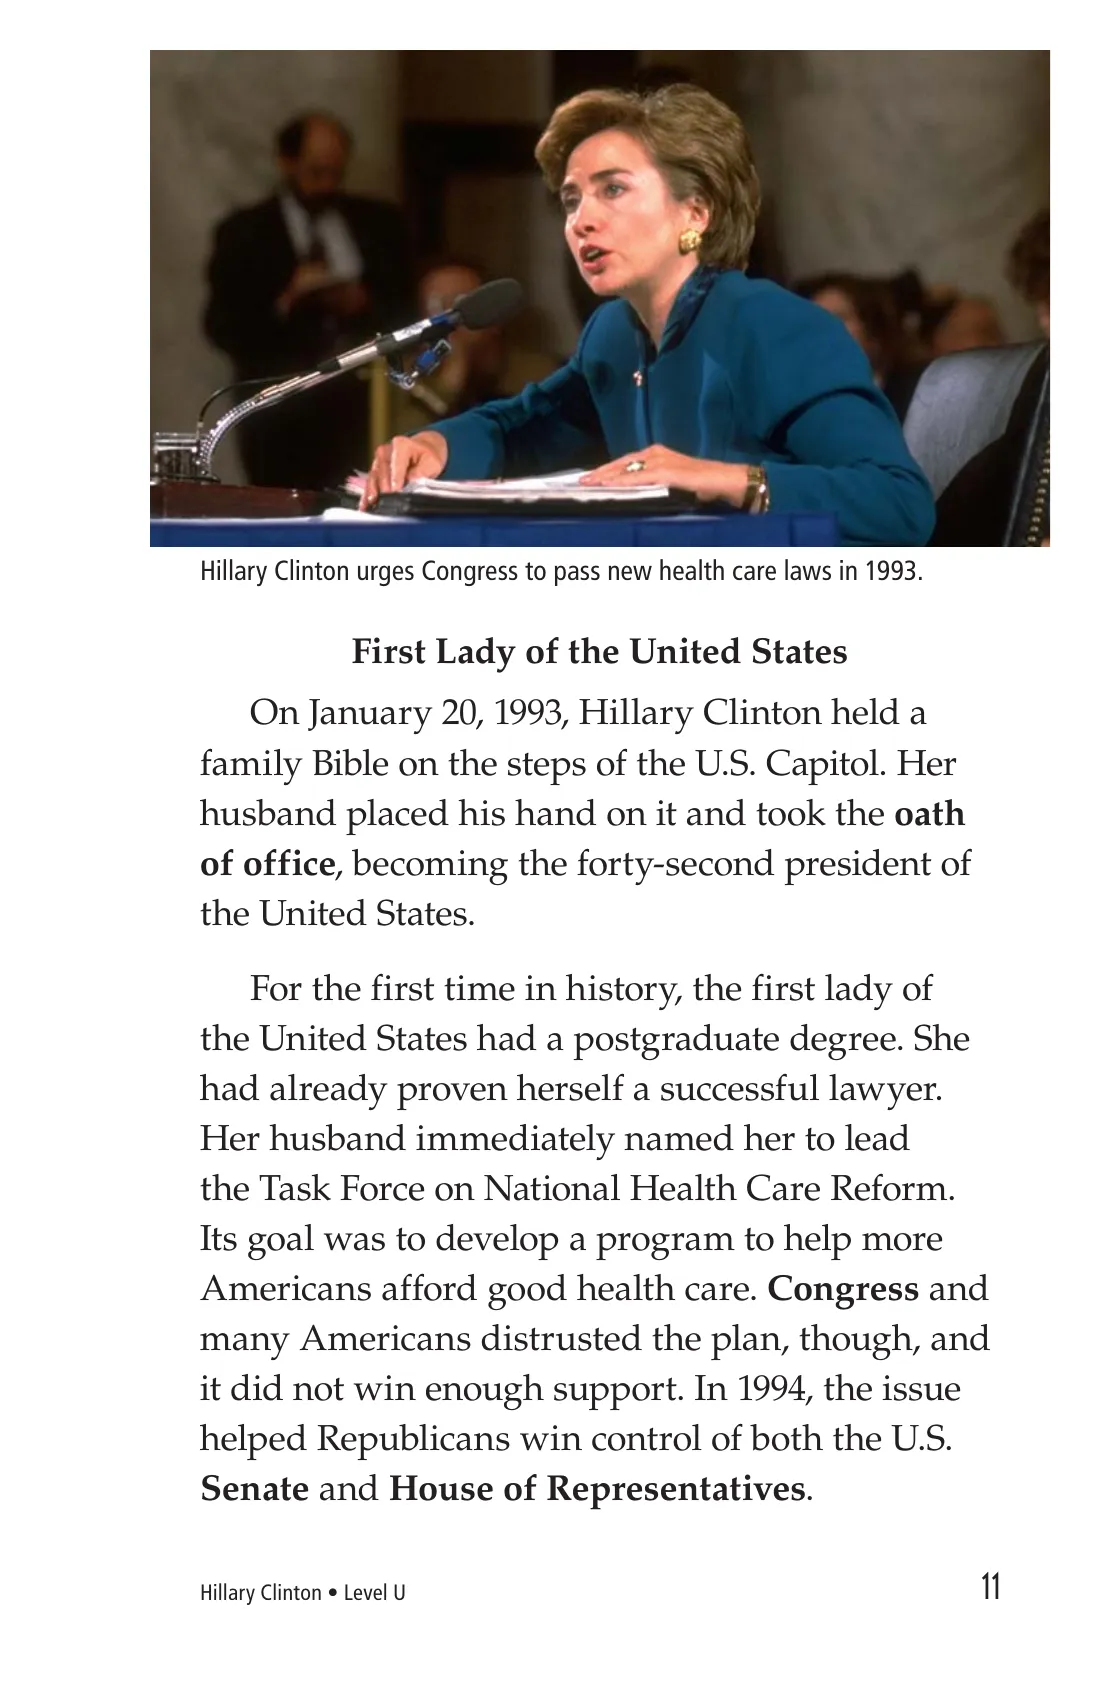 Hillary Clinton urges Congress to pass new health care laws in 1993.
First Lady of the United States
On January 20, 1993, Hillary Clinton held a
family Bible on the steps of the U.S. Capitol. Her
husband placed his hand on it and took the oath
of office, becoming the forty-second president of
the United States.
For the first time in history, the first lady of
the United States had a postgraduate degree. She
had already proven herself a successful lawyer.
Her husband immediately named her to lead
the Task Force on National Health Care Reform.
Its goal was to develop a program to help more
Americans afford good health care. Congress and
many Americans distrusted the plan, though, and
it did not win enough support. In 1994, the issue
helped Republicans win control of both the U.S.
Senate and House of Representatives.
Hillary Clinton • Level U
11